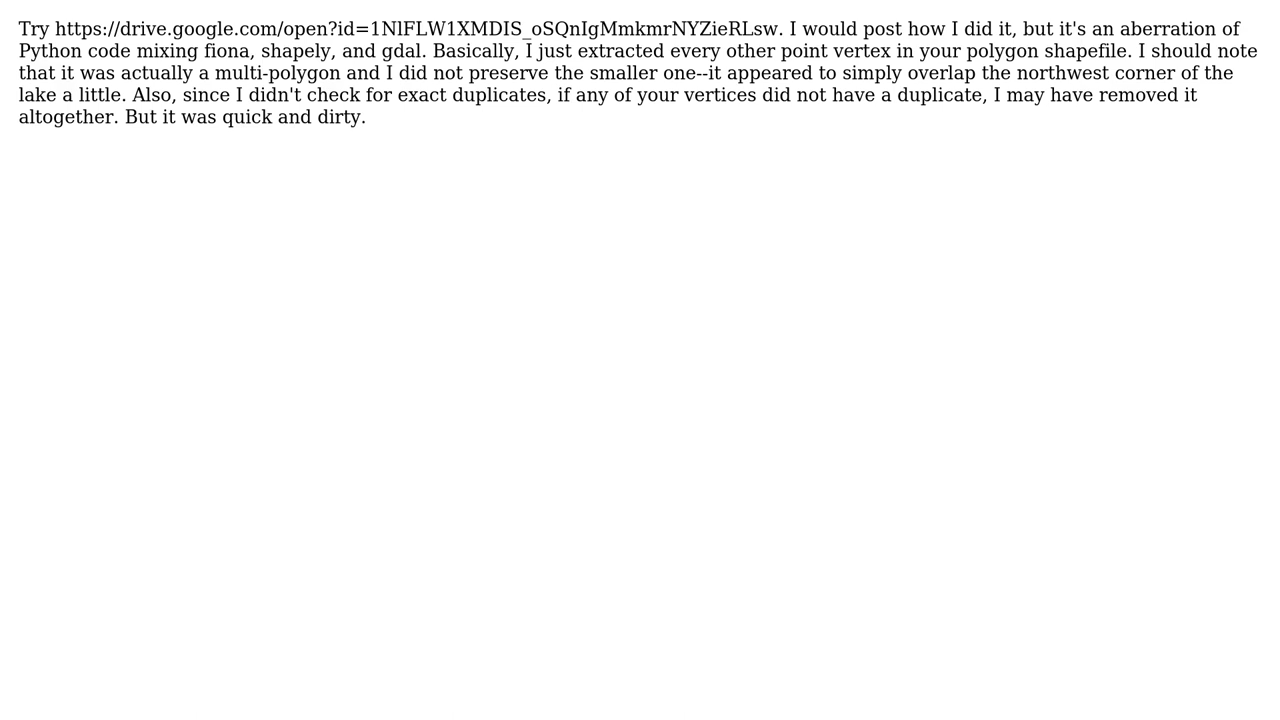 Try https://drive.google.com/open?id=1NlFLW1XMDIS_oSQnIgMmkmrNYZieRLsw. I would post how I did it, but it's an aberration of
Python code mixing fiona, shapely, and gdal. Basically, I just extracted every other point vertex in your polygon shapefile. I should note
that it was actually a multi-polygon and I did not preserve the smaller one--it appeared to simply overlap the northwest corner of the
lake a little. Also, since I didn't check for exact duplicates, if any of your vertices did not have a duplicate, I may have removed it
altogether. But it was quick and dirty.